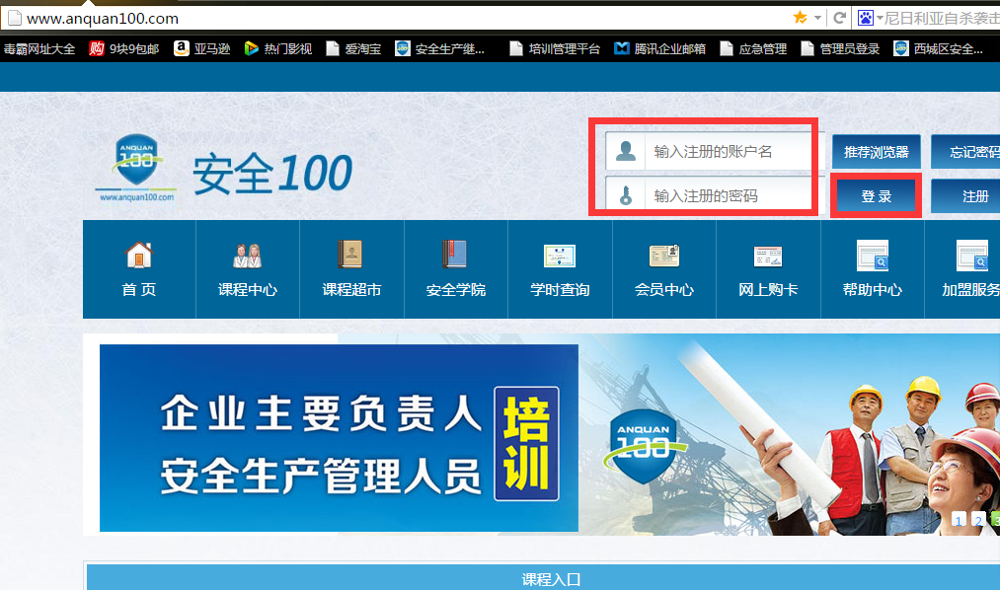 www.anquan100.com
尼日利亚自杀袭击
毒霸网址大全 9块9包邮 亚马逊 热门影视 爱淘宝 安全生产继... 培训管理平台 腾讯企业邮箱 应急管理 管理员登录 西城区安全...
ANQUAN
100
www.anquan100.com
安全100
输入注册的账户名
推荐浏览器
忘记密码
输入注册的密码
登 录
注册
首 页 课程中心 课程超市 安全学院 学时查询 会员中心 网上购卡 帮助中心 加盟服务
企业主要负责人
安全生产管理人员
培训
ANQUAN
100
1 2 3
课程入口